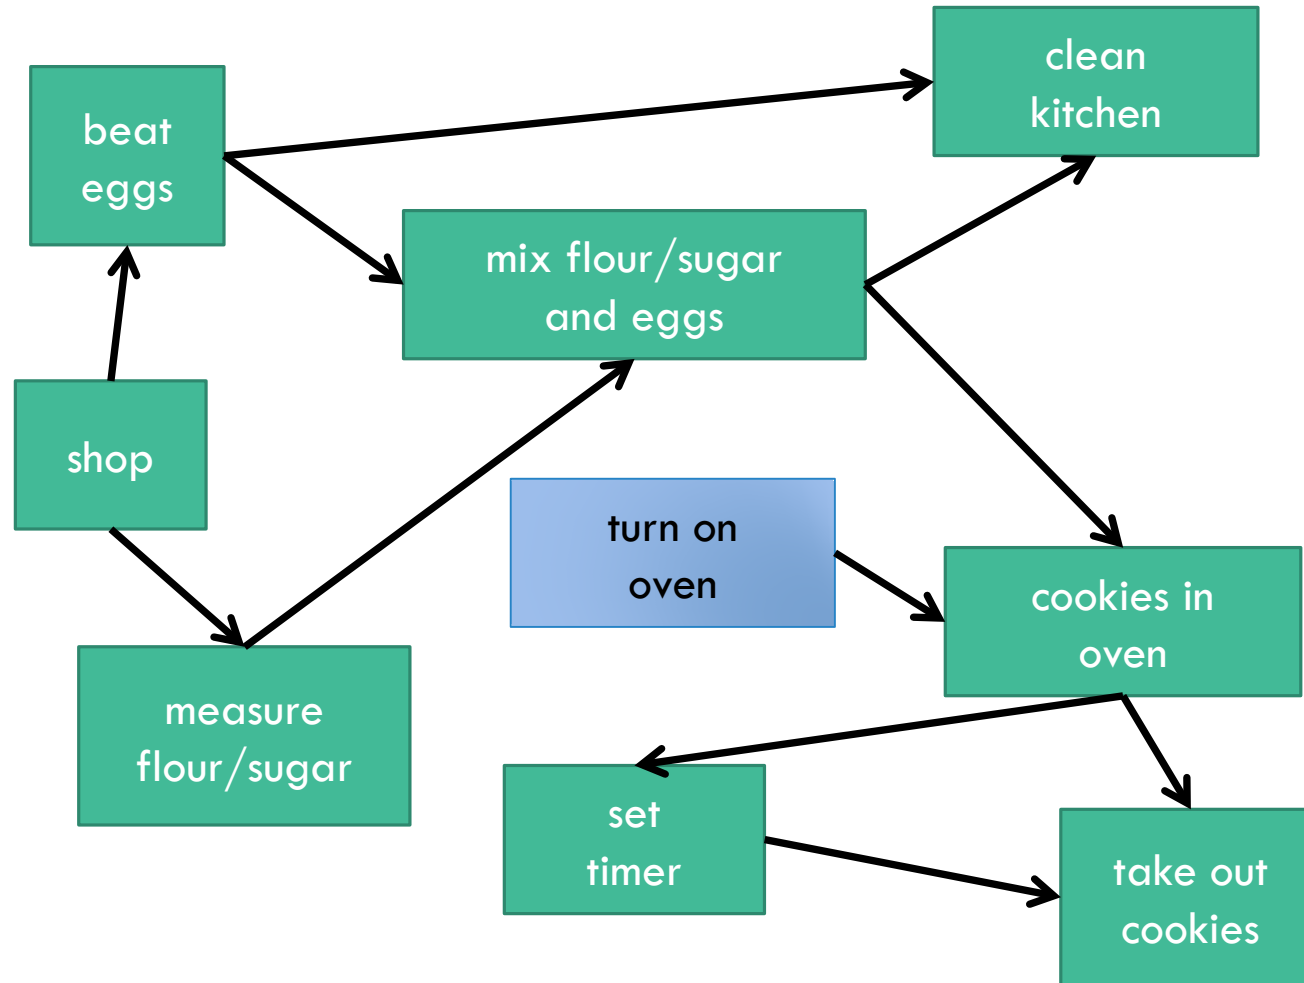 clean
kitchen
beat
eggs
mix flour/sugar
and eggs
shop
turn on
oven
cookies in
oven
measure
flour/sugar
set
timer
take out
cookies